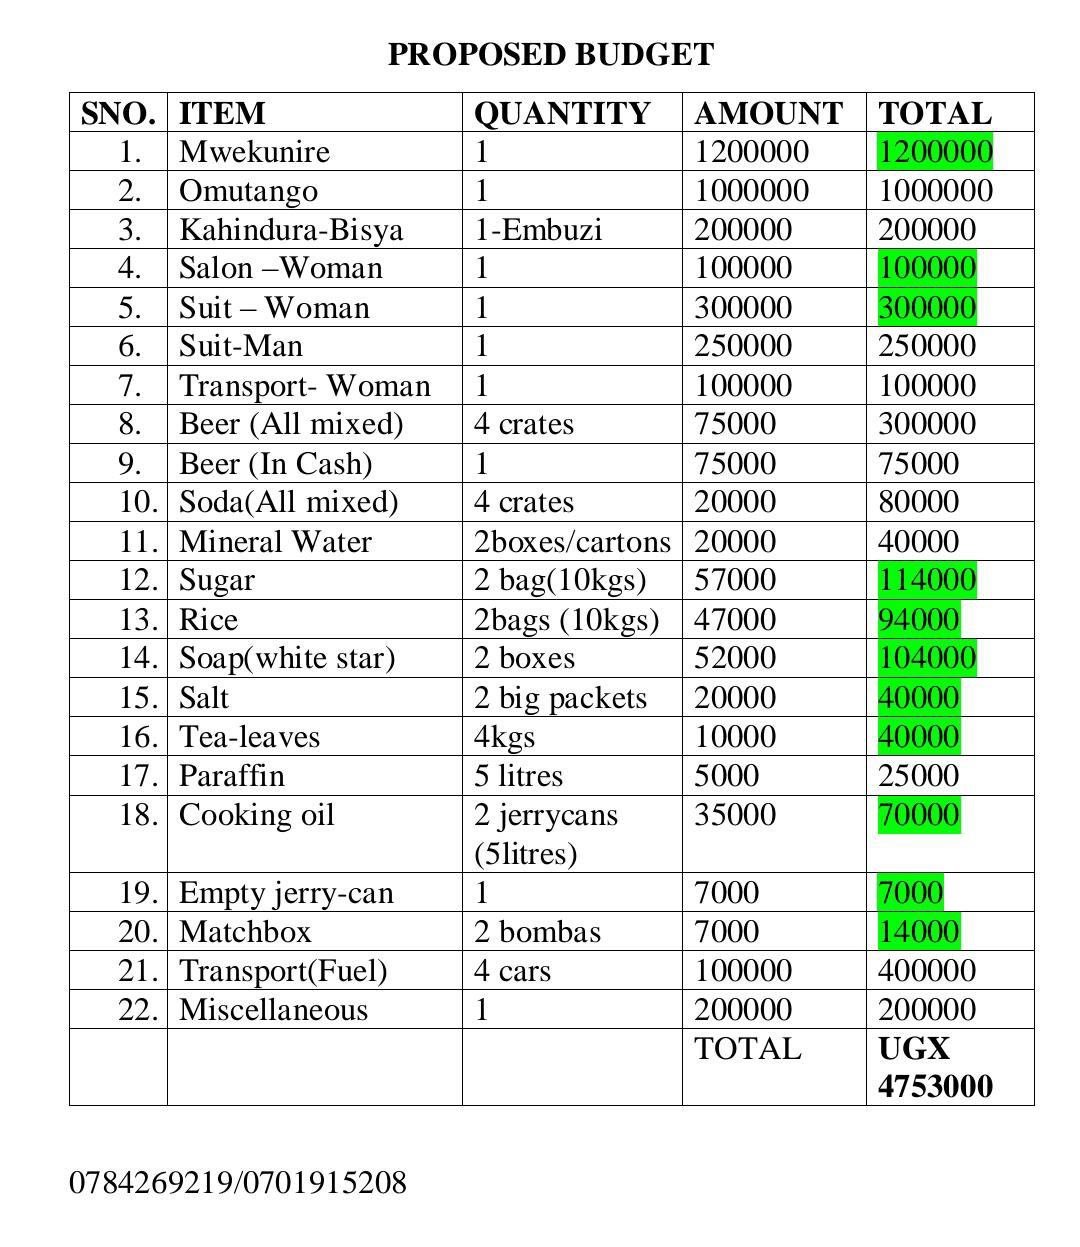 PROPOSED BUDGET
SNO. ITEM QUANTITY AMOUNT TOTAL
1. Mwekunire 1 1200000 1200000
2. Omutango 1 1000000 1000000
3. Kahindura-Bisya 1-Embuzi 200000 200000
4. Salon –Woman 1 100000 100000
5. Suit – Woman 1 300000 300000
6. Suit-Man 1 250000 250000
7. Transport- Woman 1 100000 100000
8. Beer (All mixed) 4 crates 75000 300000
9. Beer (In Cash) 1 75000 75000
10. Soda(All mixed) 4 crates 20000 80000
11. Mineral Water 2boxes/cartons 20000 40000
12. Sugar 2 bag(10kgs) 57000 114000
13. Rice 2bags (10kgs) 47000 94000
14. Soap(white star) 2 boxes 52000 104000
15. Salt 2 big packets 20000 40000
16. Tea-leaves 4kgs 10000 40000
17. Paraffin 5 litres 5000 25000
18. Cooking oil 2 jerrycans 35000 70000
(5litres)
19. Empty jerry-can 1 7000 7000
20. Matchbox 2 bombas 7000 14000
21. Transport(Fuel) 4 cars 100000 400000
22. Miscellaneous 1 200000 200000
TOTAL UGX
4753000
0784269219/0701915208